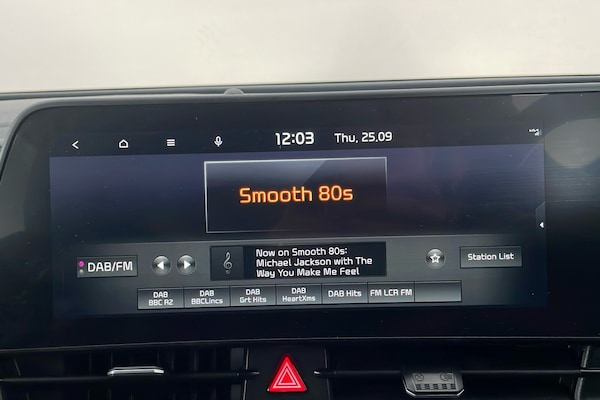 12:03 Thu, 25.09
Smooth 80s
DAB/FM
Now on Smooth 80s:
Michael Jackson with The
Way You Make Me Feel
Station List
DAB
BBC R2
DAB
BBCLincs
DAB
Grt Hits
DAB
HeartXms
DAB Hits
FM LCR FM